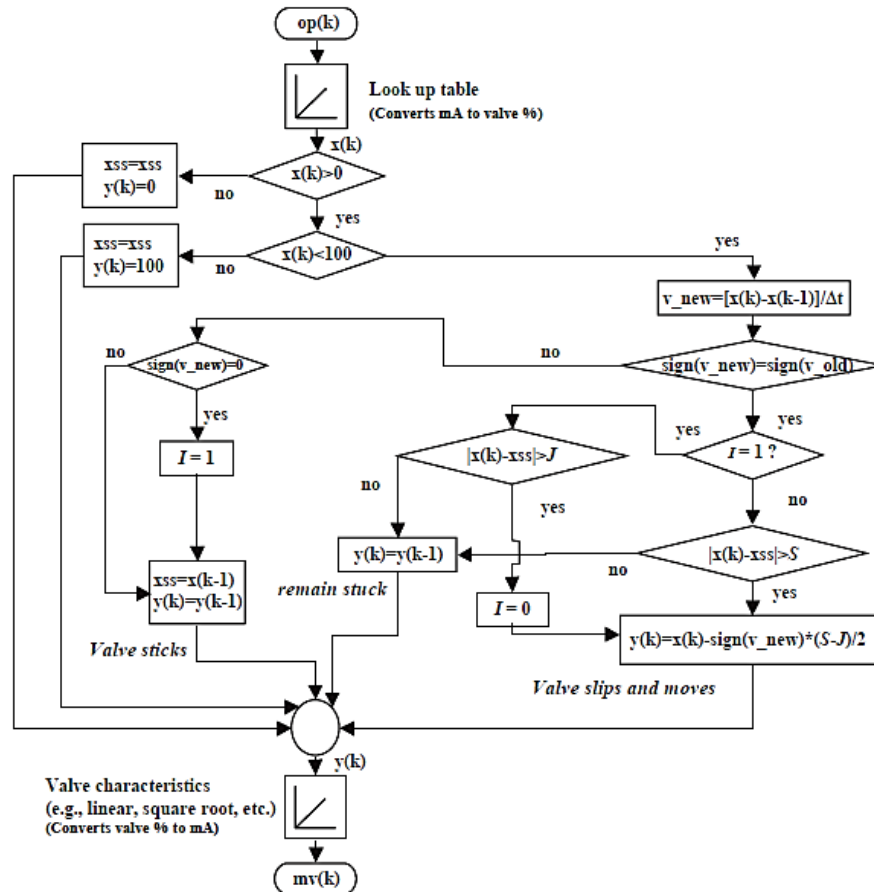 op(k)
Look up table
(Converts mA to valve %)
x(k)
xss=xss
y(k)=0
no
x(k)>0
yes
xss=xss
y(k)=100
no
x(k)<100
yes
v_new=[x(k)-x(k-1)]/Δt
no
sign(v_new)=0
no
sign(v_new)=sign(v_old)
yes
yes
yes
I = 1
|x(k)-xss|>J
I = 1 ?
no
yes
no
xss=x(k-1)
y(k)=y(k-1)
y(k)=y(k-1)
|x(k)-xss|>S
no
remain stuck
yes
I = 0
Valve sticks
y(k)=x(k)-sign(v_new)*(S-J)/2
Valve slips and moves
y(k)
Valve characteristics
(e.g., linear, square root, etc.)
(Converts valve % to mA)
mv(k)